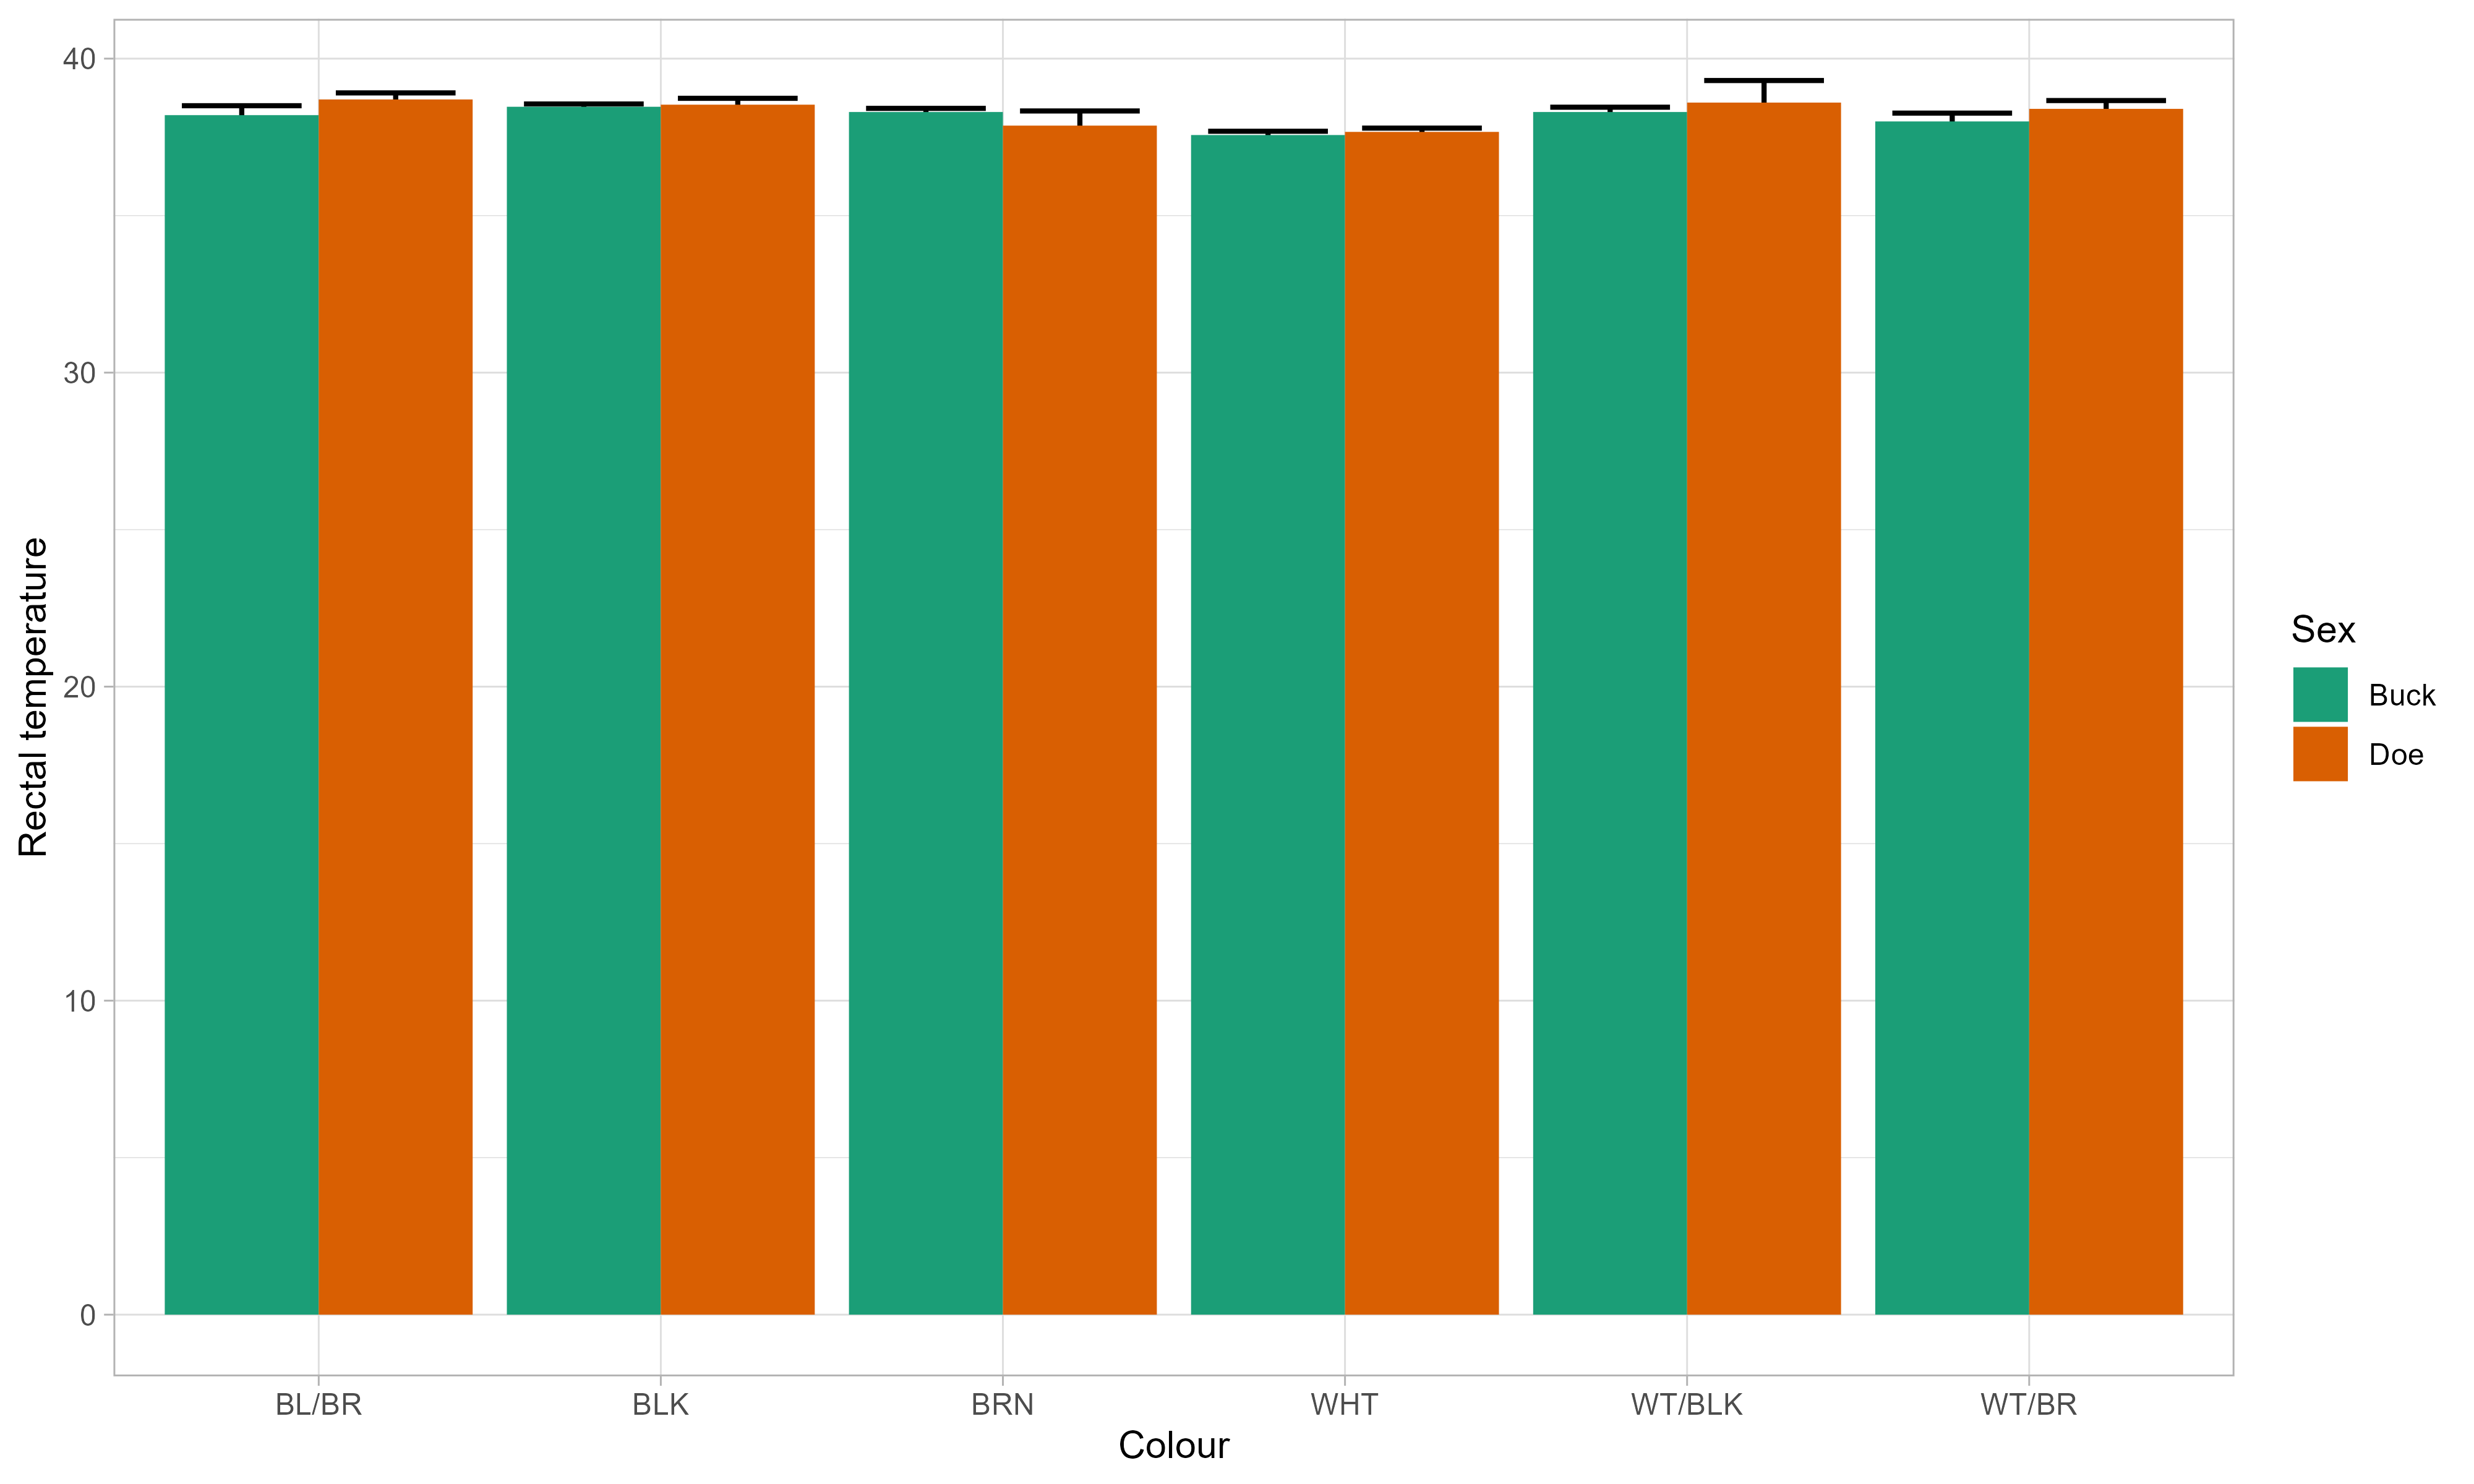 40
30
20
10
0
Rectal temperature
BL/BR
BLK
BRN
WHT
WT/BLK
WT/BR
Colour
Sex
Buck
Doe